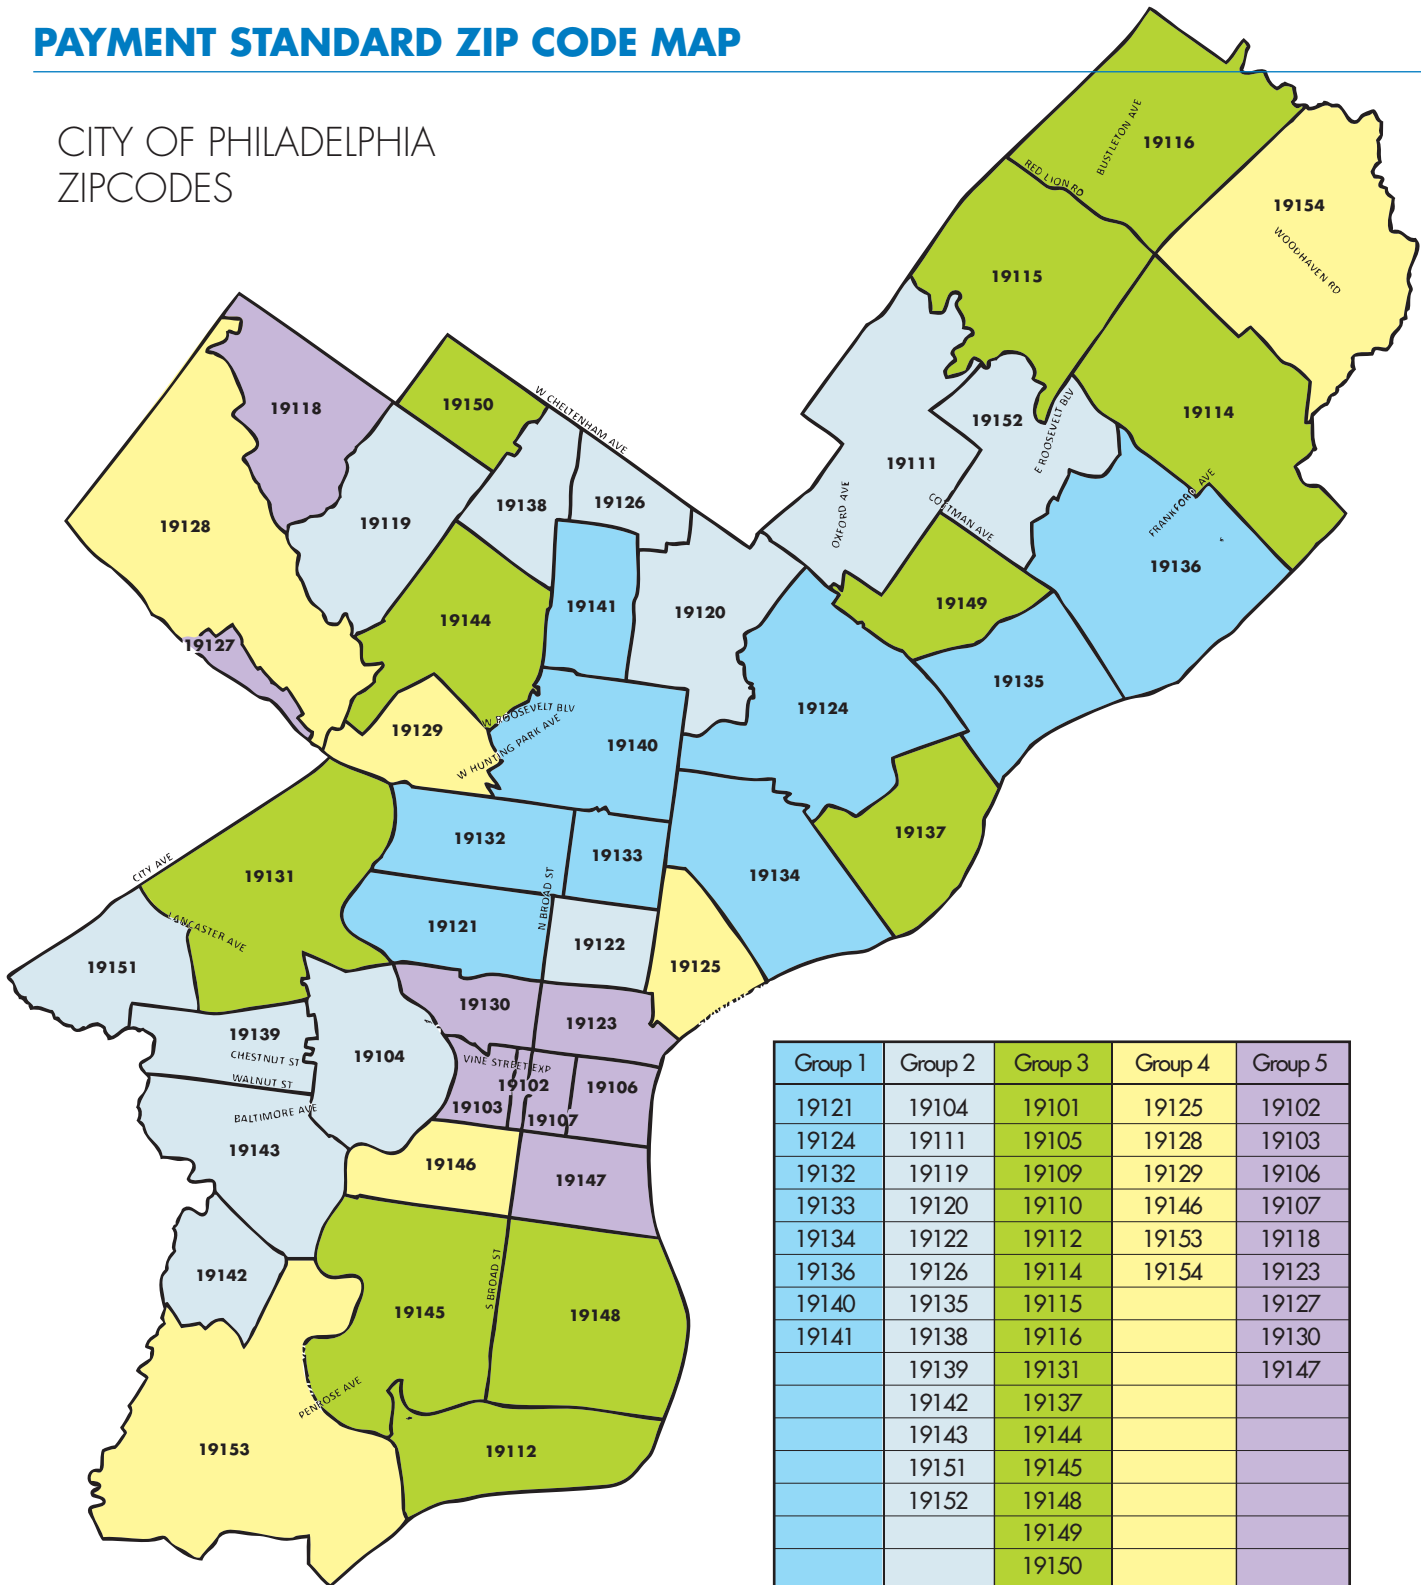 PAYMENT STANDARD ZIP CODE MAP
CITY OF PHILADELPHIA
ZIPCODES
BUSTLETON AVE
19116
RED LION RD
19154
WOODHAVEN RD
19115
19118
19150
W CHELTENHAM AVE
19152
E ROOSEVELT BLV
19114
19111
OXFORD AVE
COTTMAN AVE
FRANKFORD AVE
19128
19119
19138
19126
19136
19141
19120
19149
19144
19127
19135
19124
W ROOSEVELT BLV
19129
W HUNTING PARK AVE
19140
19137
19132
19133
CITY AVE
19131
19134
N BROAD ST
LANCASTER AVE
19121
19122
19151
19125
19130
19123
19139
CHESTNUT ST
19104
VINE STREET EXP
WALNUT ST
19102
19106
BALTIMORE AVE
19103
19107
19143
19146
19147
19142
S BROAD ST
19145
19148
PENROSE AVE
19153
19112
Group 1 Group 2 Group 3 Group 4 Group 5
19121 19104 19101 19125 19102
19124 19111 19105 19128 19103
19132 19119 19109 19129 19106
19133 19120 19110 19146 19107
19134 19122 19112 19153 19118
19136 19126 19114 19154 19123
19140 19135 19115 19127
19141 19138 19116 19130
19139 19131 19147
19142 19137
19143 19144
19151 19145
19152 19148
19149
19150